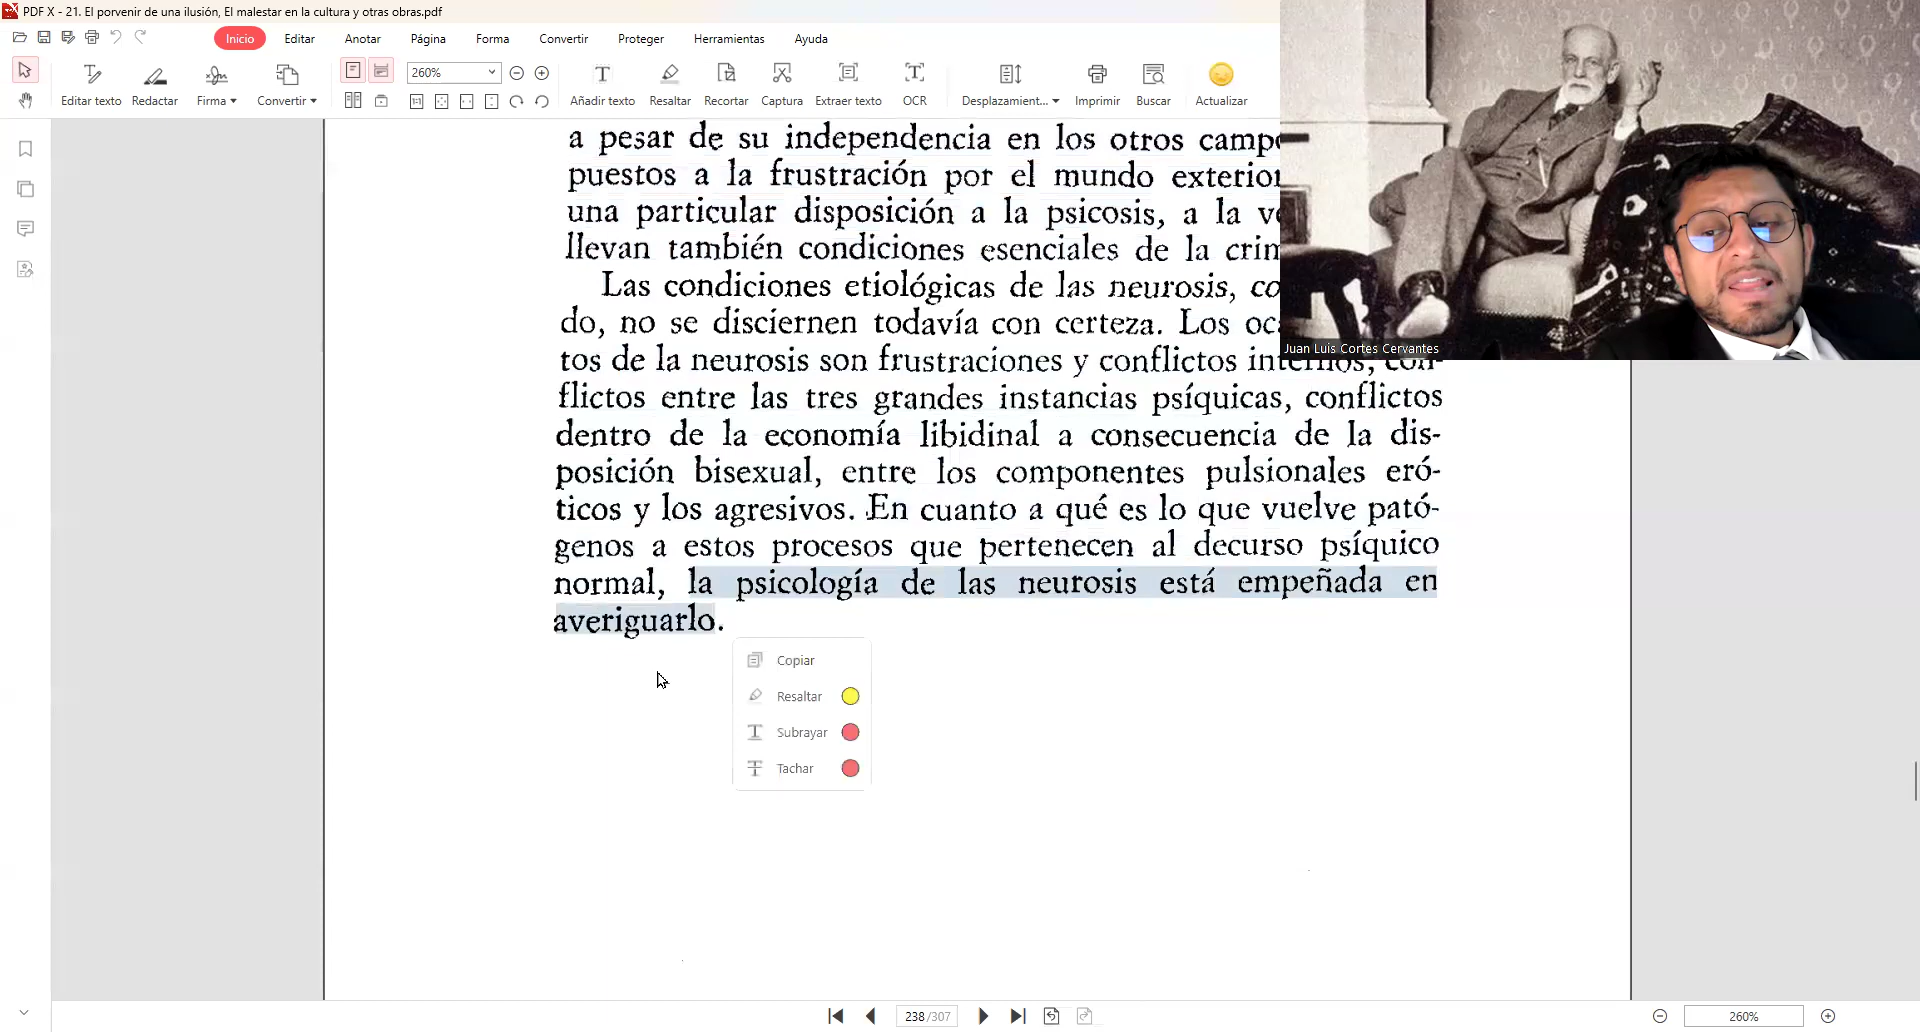 PDF X - 21. El porvenir de una ilusión, El malestar en la cultura y otras obras.pdf
Inicio
Editar
Anotar
Página
Forma
Convertir
Proteger
Herramientas
Ayuda
260%
Editar texto
Redactar
Firma
Convertir
Añadir texto
Resaltar
Recortar
Captura
Extraer texto
OCR
Desplazamient...
Imprimir
Buscar
Actualizar
a pesar de su independencia en los otros camp
puestos a la frustración por el mundo exterior
una particular disposición a la psicosis, a la v
llevan también condiciones esenciales de la crim
Las condiciones etiológicas de las neurosis, co
do, no se disciernen todavía con certeza. Los oc
tos de la neurosis son frustraciones y conflictos internos, con-
flictos entre las tres grandes instancias psíquicas, conflictos
dentro de la economía libidinal a consecuencia de la dis-
posición bisexual, entre los componentes pulsionales eró-
ticos y los agresivos. En cuanto a qué es lo que vuelve pató-
genos a estos procesos que pertenecen al decurso psíquico
normal, la psicología de las neurosis está empeñada en
averiguarlo.
Juan Luis Cortes Cervantes
Copiar
Resaltar
Subrayar
Tachar
238/307
260%